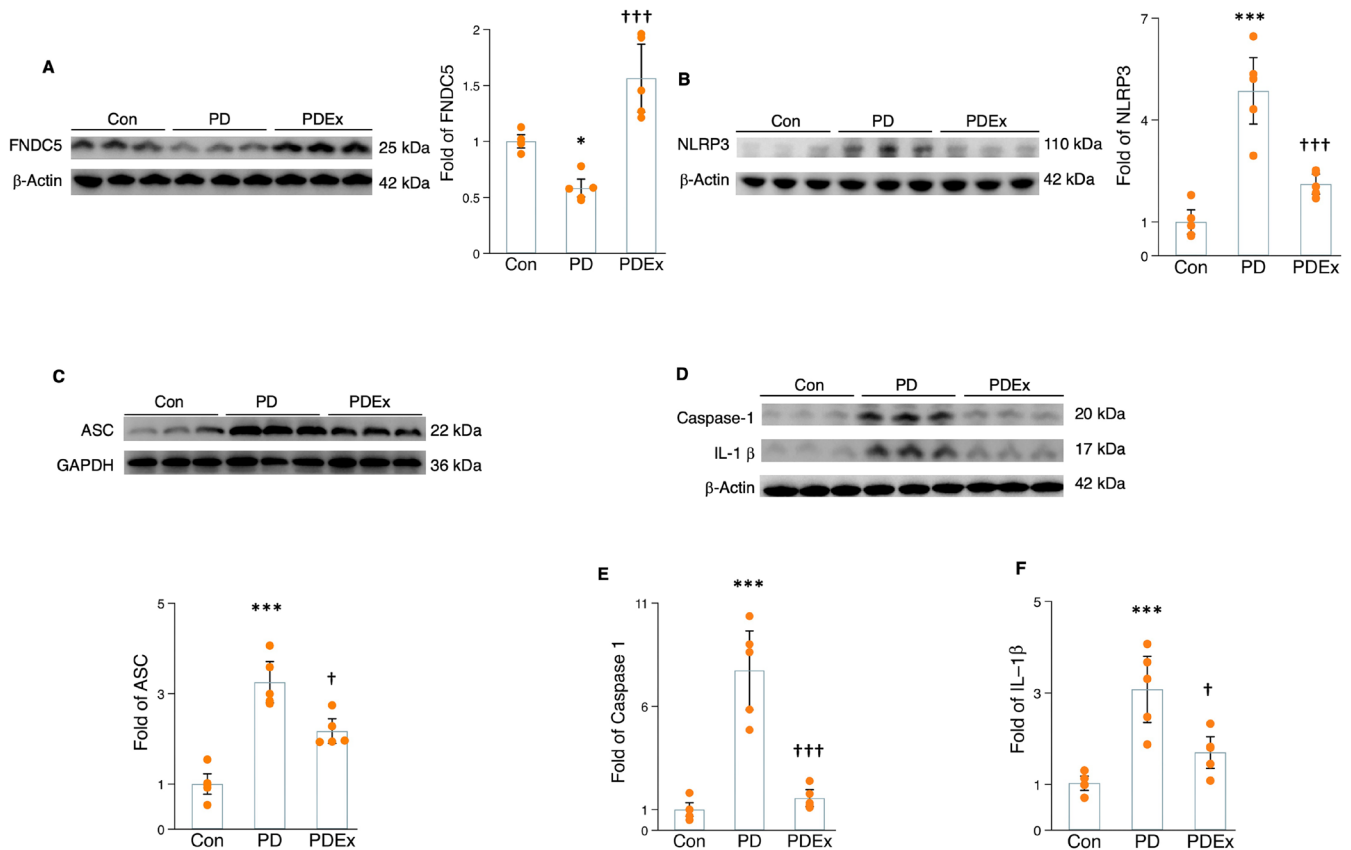 A
Con PD PDEx
FNDC5 25 kDa
β-Actin 42 kDa
Fold of FNDC5
2
1.5
1
0.5
0
* †††
Con PD PDEx
B
Con PD PDEx
NLRP3 110 kDa
β-Actin 42 kDa
Fold of NLRP3
7
4
1
0
*** †††
Con PD PDEx
C
Con PD PDEx
ASC 22 kDa
GAPDH 36 kDa
Fold of ASC
5
3
1
0
*** †
Con PD PDEx
D
Con PD PDEx
Caspase-1 20 kDa
IL-1 β 17 kDa
β-Actin 42 kDa
E
Fold of Caspase 1
11
6
1
0
*** †††
Con PD PDEx
F
Fold of IL–1β
5
3
1
0
*** †
Con PD PDEx